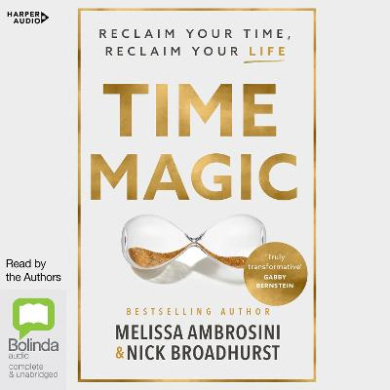 HARPER
AUDIO
RECLAIM YOUR TIME,
RECLAIM YOUR LIFE
TIME
MAGIC
'Truly
transformative'
GABBY
BERNSTEIN
Read by
the Authors
BESTSELLING AUTHOR
MELISSA AMBROSINI
& NICK BROADHURST
Bolinda
audio
complete
& unabridged